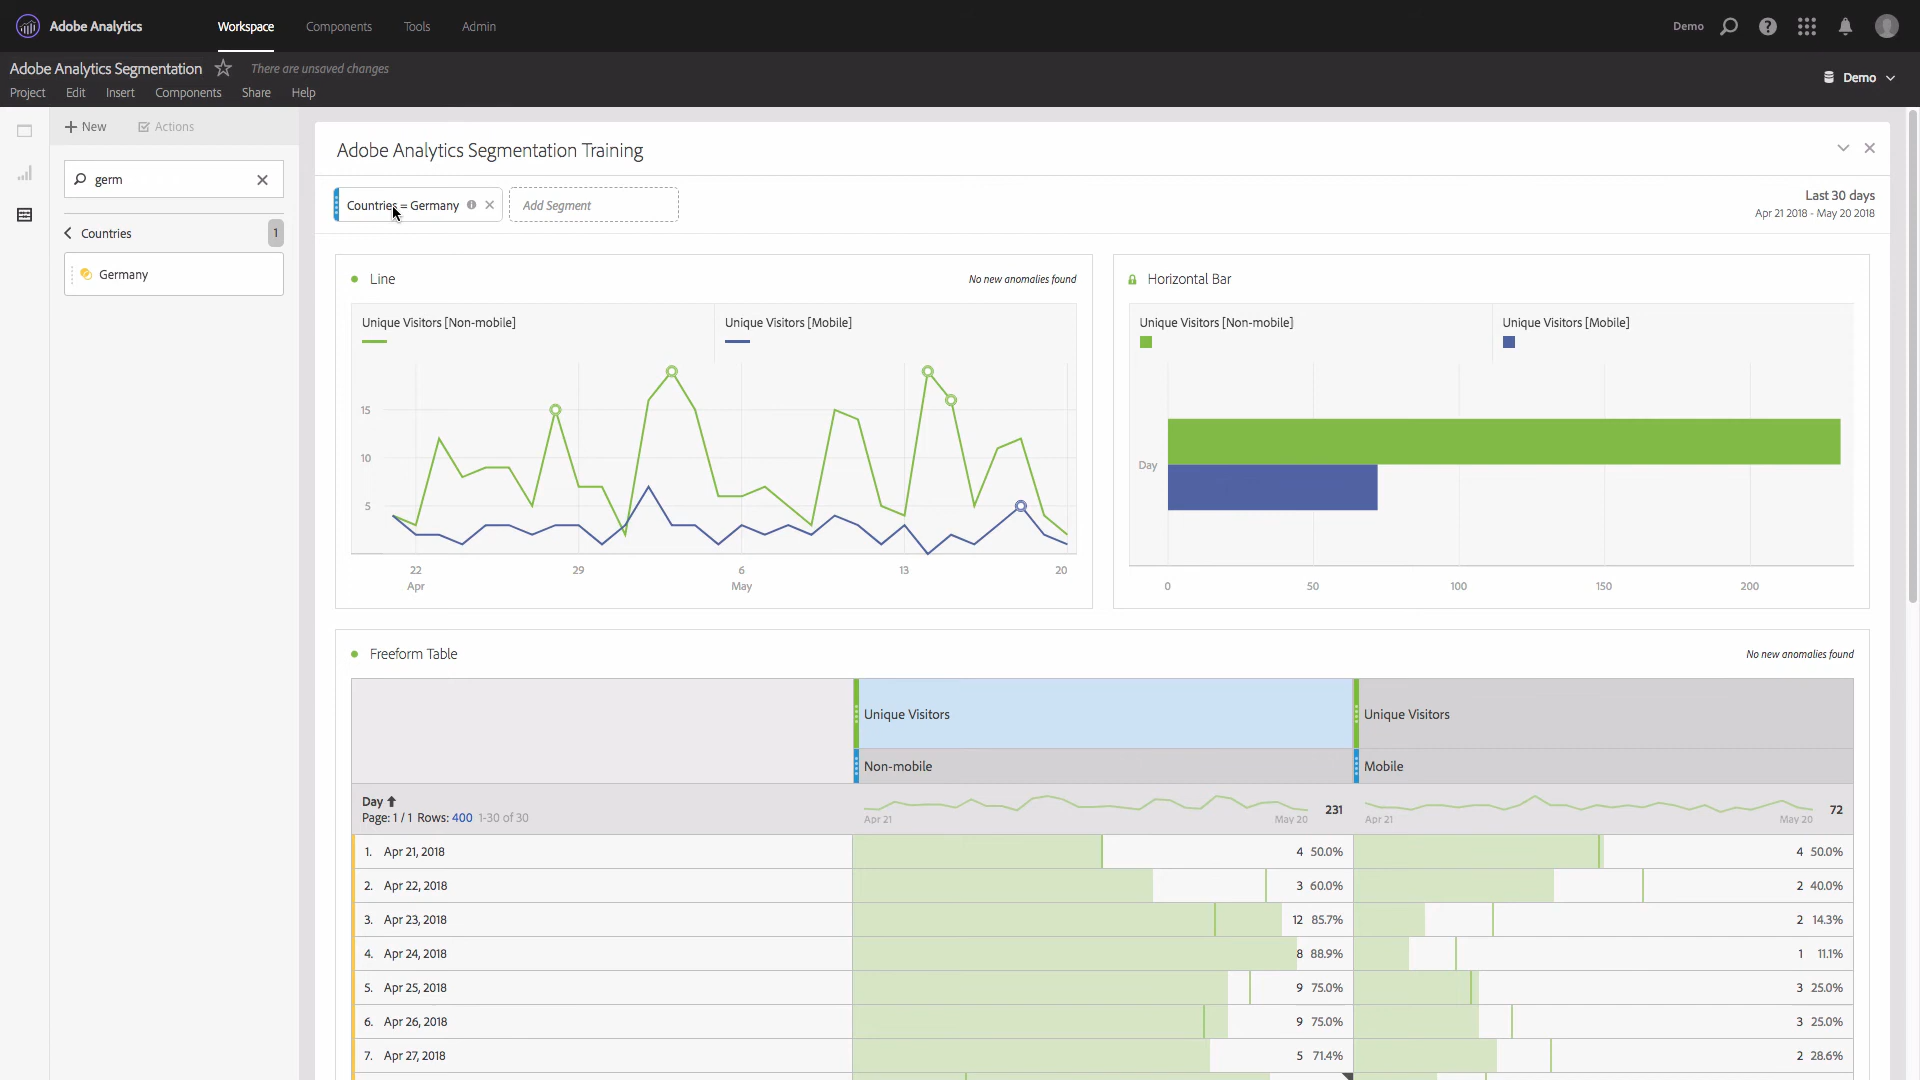 Adobe Analytics
Workspace
Components
Tools
Admin
Demo
Adobe Analytics Segmentation
There are unsaved changes
Demo
Project
Edit
Insert
Components
Share
Help
New
Actions
germ
Countries
1
Germany
Adobe Analytics Segmentation Training
Countries = Germany
Add Segment
Last 30 days
Apr 21 2018 - May 20 2018
Line
No new anomalies found
Unique Visitors [Non-mobile]
Unique Visitors [Mobile]
15
10
5
22
29
6
13
20
Apr
May
Horizontal Bar
Unique Visitors [Non-mobile]
Unique Visitors [Mobile]
Day
0
50
100
150
200
Freeform Table
No new anomalies found
Unique Visitors
Unique Visitors
Non-mobile
Mobile
Day
Page: 1 / 1 Rows: 400 1-30 of 30
Apr 21
May 20
231
Apr 21
May 20
72
1. Apr 21, 2018 4 50.0% 4 50.0%
2. Apr 22, 2018 3 60.0% 2 40.0%
3. Apr 23, 2018 12 85.7% 2 14.3%
4. Apr 24, 2018 8 88.9% 1 11.1%
5. Apr 25, 2018 9 75.0% 3 25.0%
6. Apr 26, 2018 9 75.0% 3 25.0%
7. Apr 27, 2018 5 71.4% 2 28.6%